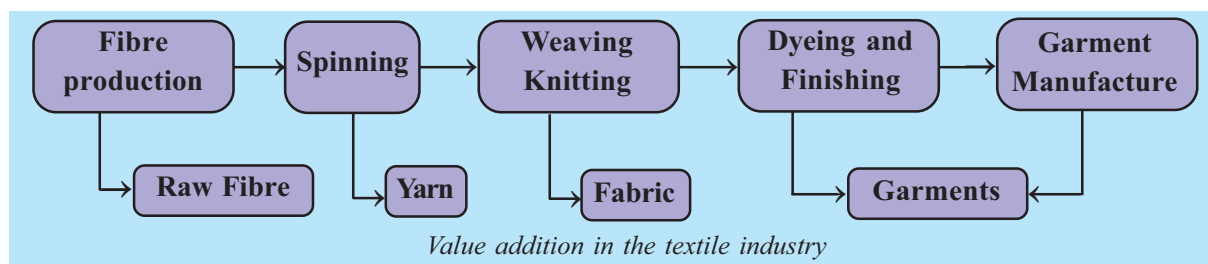 Fibre
production
Spinning
Weaving
Knitting
Dyeing and
Finishing
Garment
Manufacture
Raw Fibre
Yarn
Fabric
Garments
Value addition in the textile industry